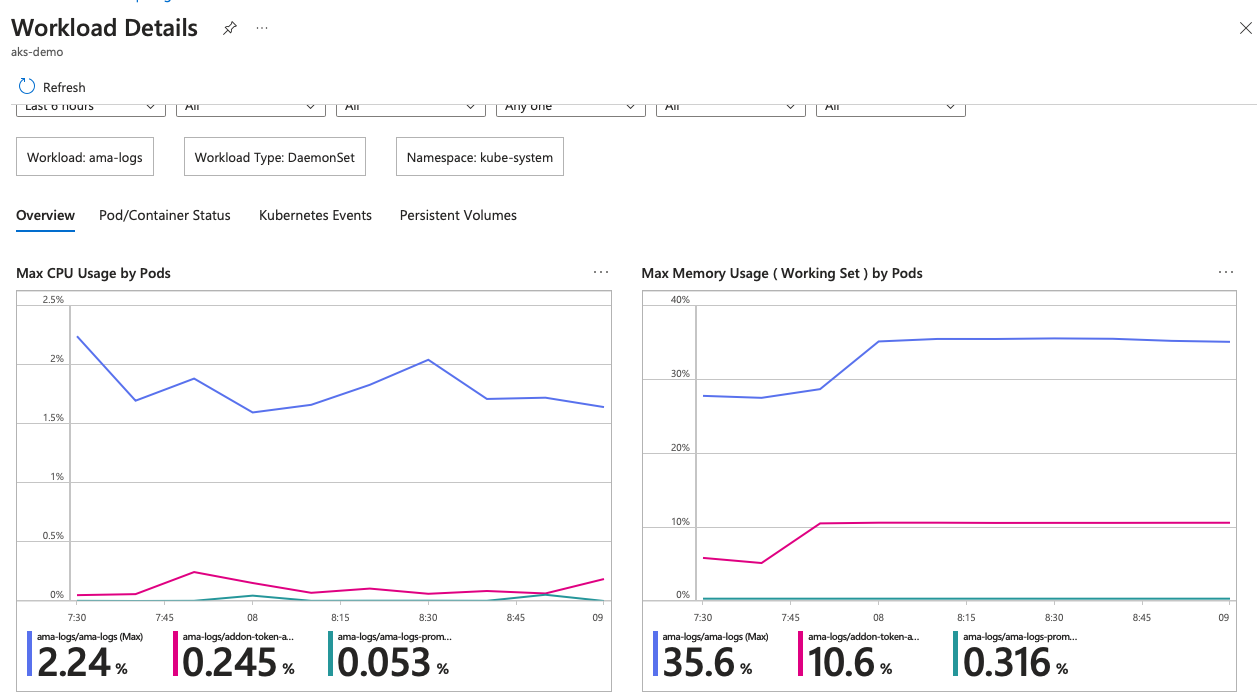 Workload Details
aks-demo
Refresh
Last 6 hours All All Any one All All
Workload: ama-logs Workload Type: DaemonSet Namespace: kube-system
Overview Pod/Container Status Kubernetes Events Persistent Volumes
Max CPU Usage by Pods
2.5%
2%
1.5%
1%
0.5%
0%
7:30 7:45 08 8:15 8:30 8:45 09
ama-logs/ama-logs (Max) ama-logs/addon-token-a... ama-logs/ama-logs-prom...
2.24 % 0.245 % 0.053 %
Max Memory Usage ( Working Set ) by Pods
40%
30%
20%
10%
0%
7:30 7:45 08 8:15 8:30 8:45 09
ama-logs/ama-logs (Max) ama-logs/addon-token-a... ama-logs/ama-logs-prom...
35.6 % 10.6 % 0.316 %